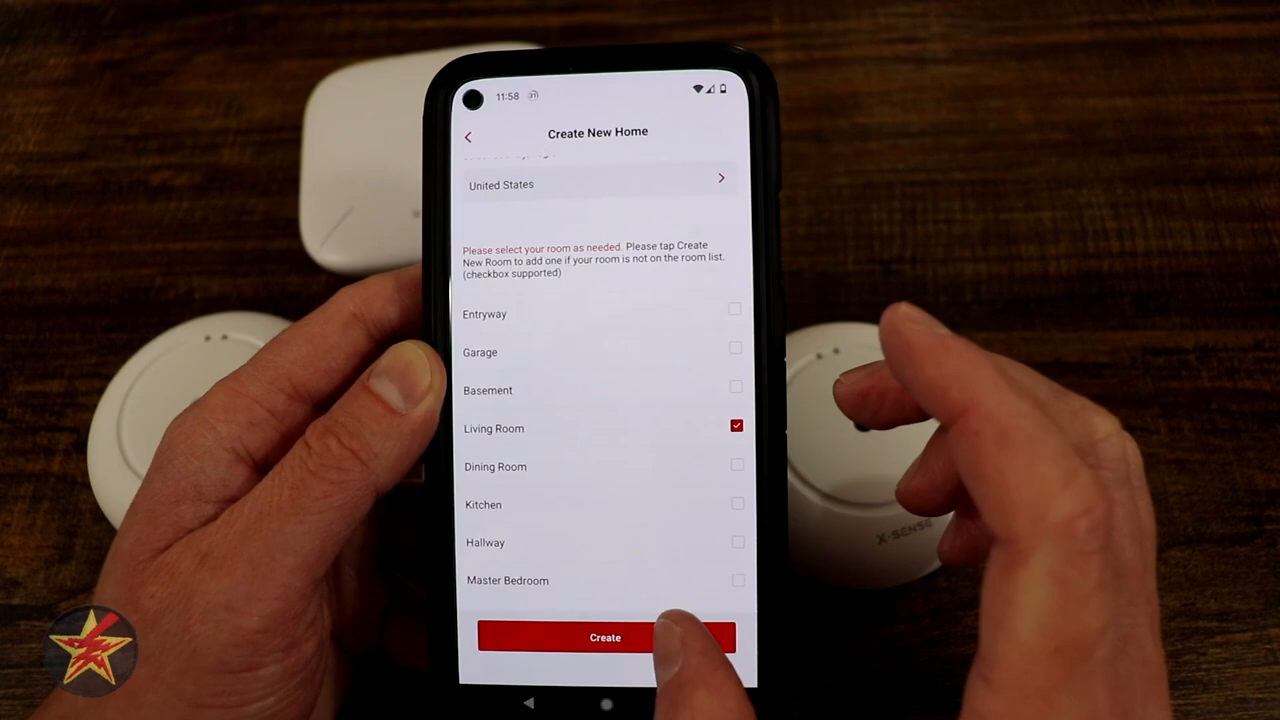 11:58 31
Create New Home
United States
Please select your room as needed. Please tap Create
New Room to add one if your room is not on the room list.
(checkbox supported)
Entryway
Garage
Basement
Living Room
Dining Room
Kitchen
Hallway
Master Bedroom
Create
X-SENSE